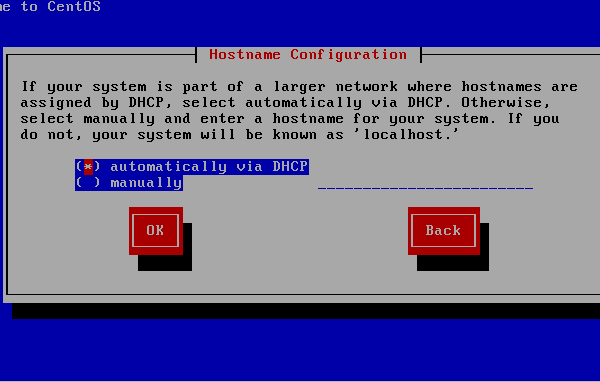 e to CentOS
Hostname Configuration
If your system is part of a larger network where hostnames are
assigned by DHCP, select automatically via DHCP. Otherwise,
select manually and enter a hostname for your system. If you
do not, your system will be known as 'localhost.'
(*) automatically via DHCP
( ) manually ________________________
OK Back